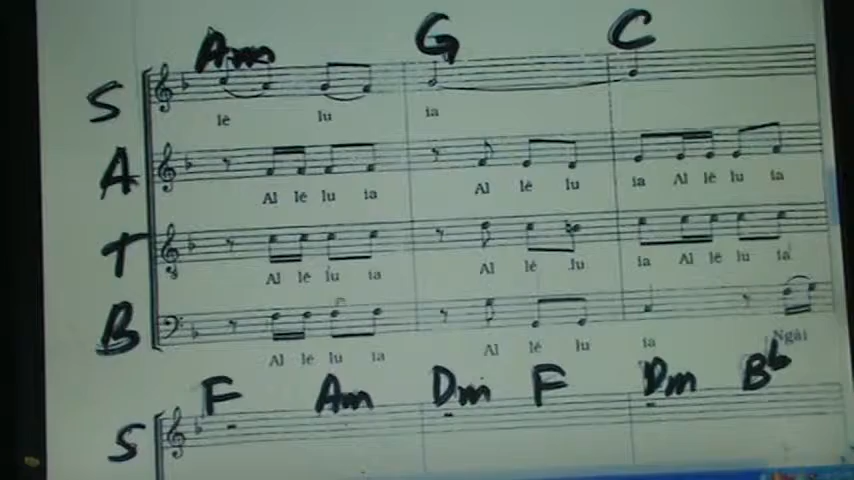 Am G C
S
lê lu ia
A
Al lê lu ia Al lê lu ia Al lê lu ia
T
Al lê lu ia Al lê lu ia Al lê lu ia
B
Al lê lu ia Al lê lu ia Ngài
F Am Dm F Dm Bb
S